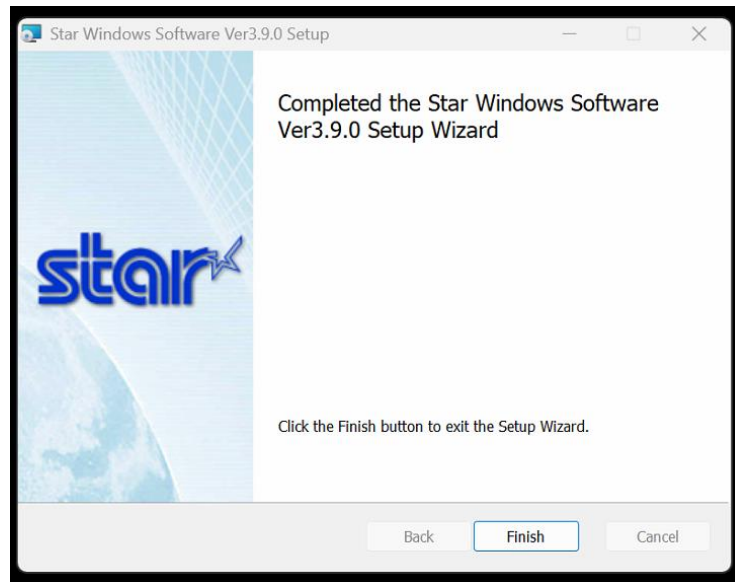 Star Windows Software Ver3.9.0 Setup
Completed the Star Windows Software
Ver3.9.0 Setup Wizard
star
Click the Finish button to exit the Setup Wizard.
Back
Finish
Cancel